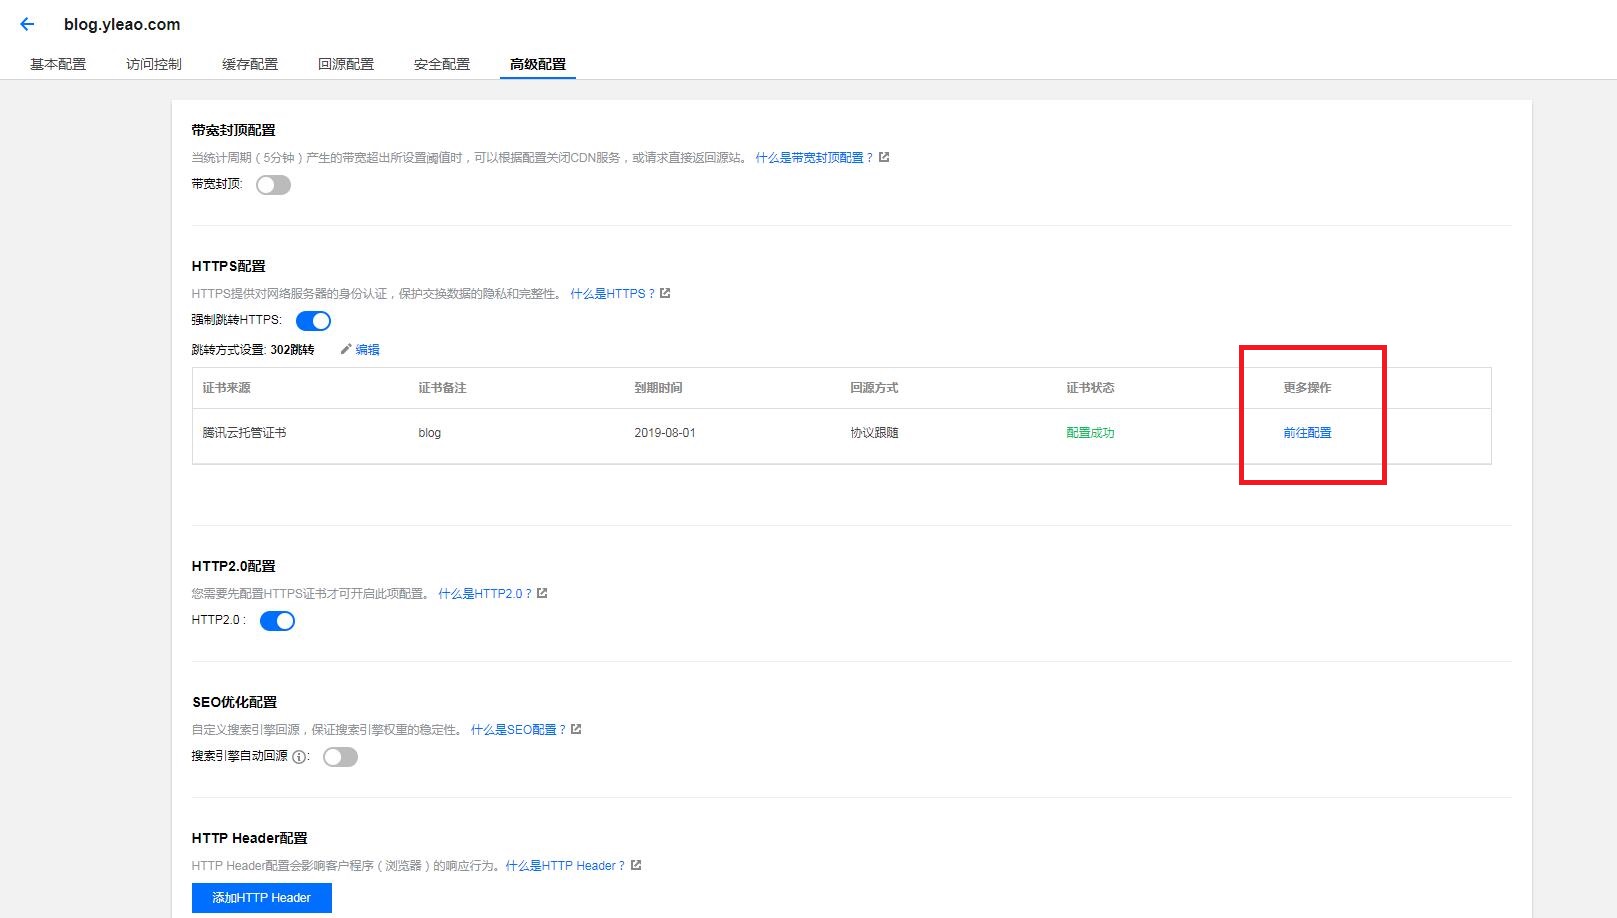 blog.yleao.com
基本配置 访问控制 缓存配置 回源配置 安全配置 高级配置
带宽封顶配置
当统计周期（5分钟）产生的带宽超出所设置阈值时，可以根据配置关闭CDN服务，或请求直接返回源站。 什么是带宽封顶配置？
带宽封顶:
HTTPS配置
HTTPS提供对网络服务器的身份认证，保护交换数据的隐私和完整性。 什么是HTTPS？
强制跳转HTTPS:
跳转方式设置: 302跳转 编辑
证书来源 证书备注 到期时间 回源方式 证书状态 更多操作
腾讯云托管证书 blog 2019-08-01 协议跟随 配置成功 前往配置
HTTP2.0配置
您需要先配置HTTPS证书才可开启此项配置。 什么是HTTP2.0？
HTTP2.0 :
SEO优化配置
自定义搜索引擎回源，保证搜索引擎权重的稳定性。 什么是SEO配置？
搜索引擎自动回源 :
HTTP Header配置
HTTP Header配置会影响客户程序（浏览器）的响应行为。什么是HTTP Header？
添加HTTP Header